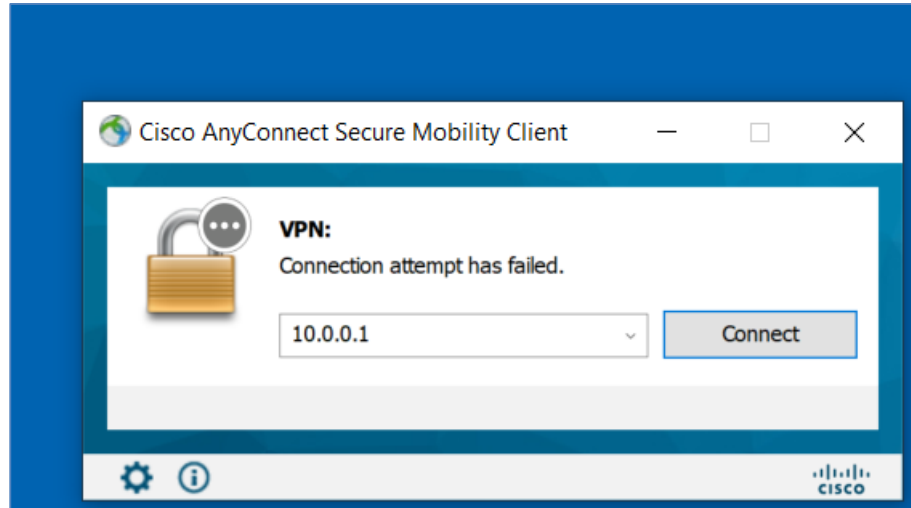 Cisco AnyConnect Secure Mobility Client
VPN:
Connection attempt has failed.
10.0.0.1
Connect
CISCO